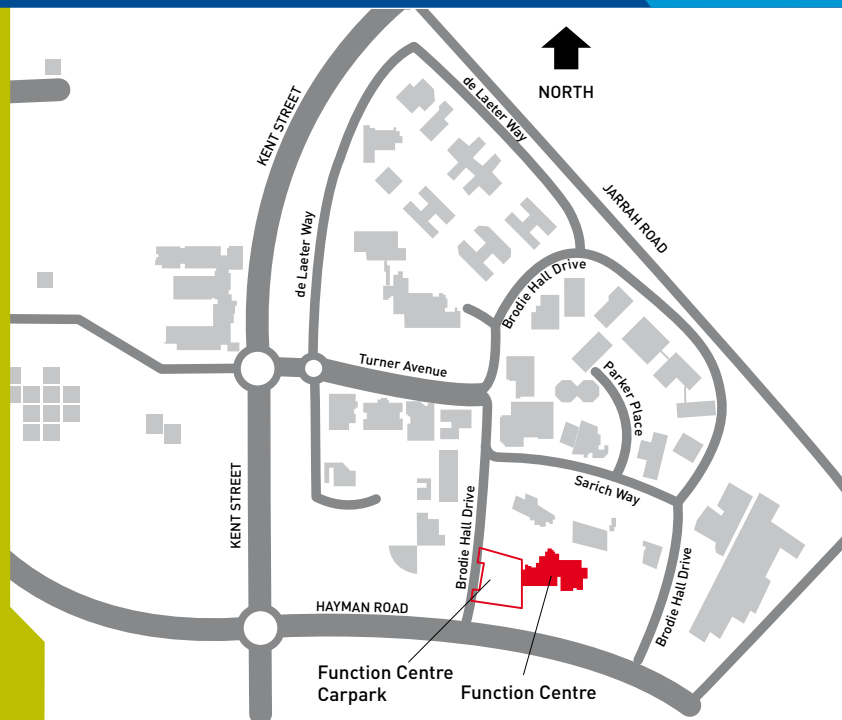 NORTH
de Laeter Way
KENT STREET
JARRAH ROAD
de Laeter Way
Brodie Hall Drive
Turner Avenue
Parker Place
Sarich Way
KENT STREET
Brodie Hall Drive
Brodie Hall Drive
HAYMAN ROAD
Function Centre
Carpark
Function Centre